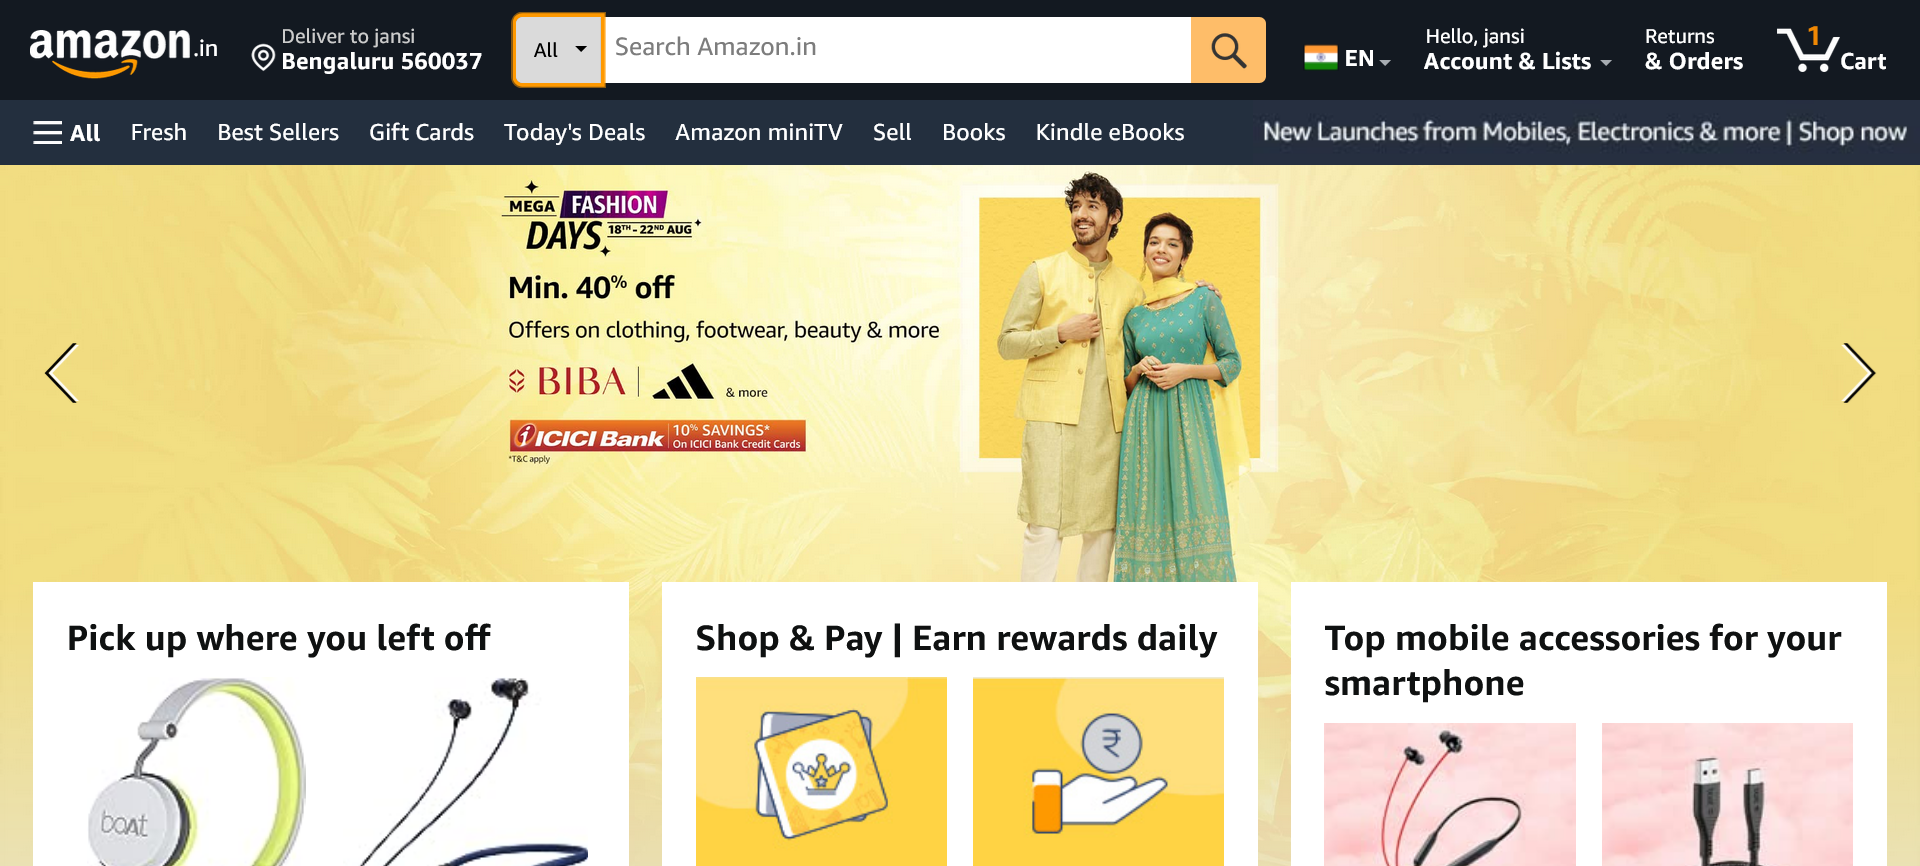 amazon.in
Deliver to jansi
Bengaluru 560037
All
Search Amazon.in
EN
Hello, jansi
Account & Lists
Returns
& Orders
1
Cart
All
Fresh
Best Sellers
Gift Cards
Today's Deals
Amazon miniTV
Sell
Books
Kindle eBooks
New Launches from Mobiles, Electronics & more | Shop now
MEGA FASHION
DAYS 18TH - 22ND AUG
Min. 40% off
Offers on clothing, footwear, beauty & more
BIBA
& more
ICICI Bank
10% SAVINGS*
On ICICI Bank Credit Cards
*T&C apply
Pick up where you left off
boAt
Shop & Pay | Earn rewards daily
₹
Top mobile accessories for your
smartphone